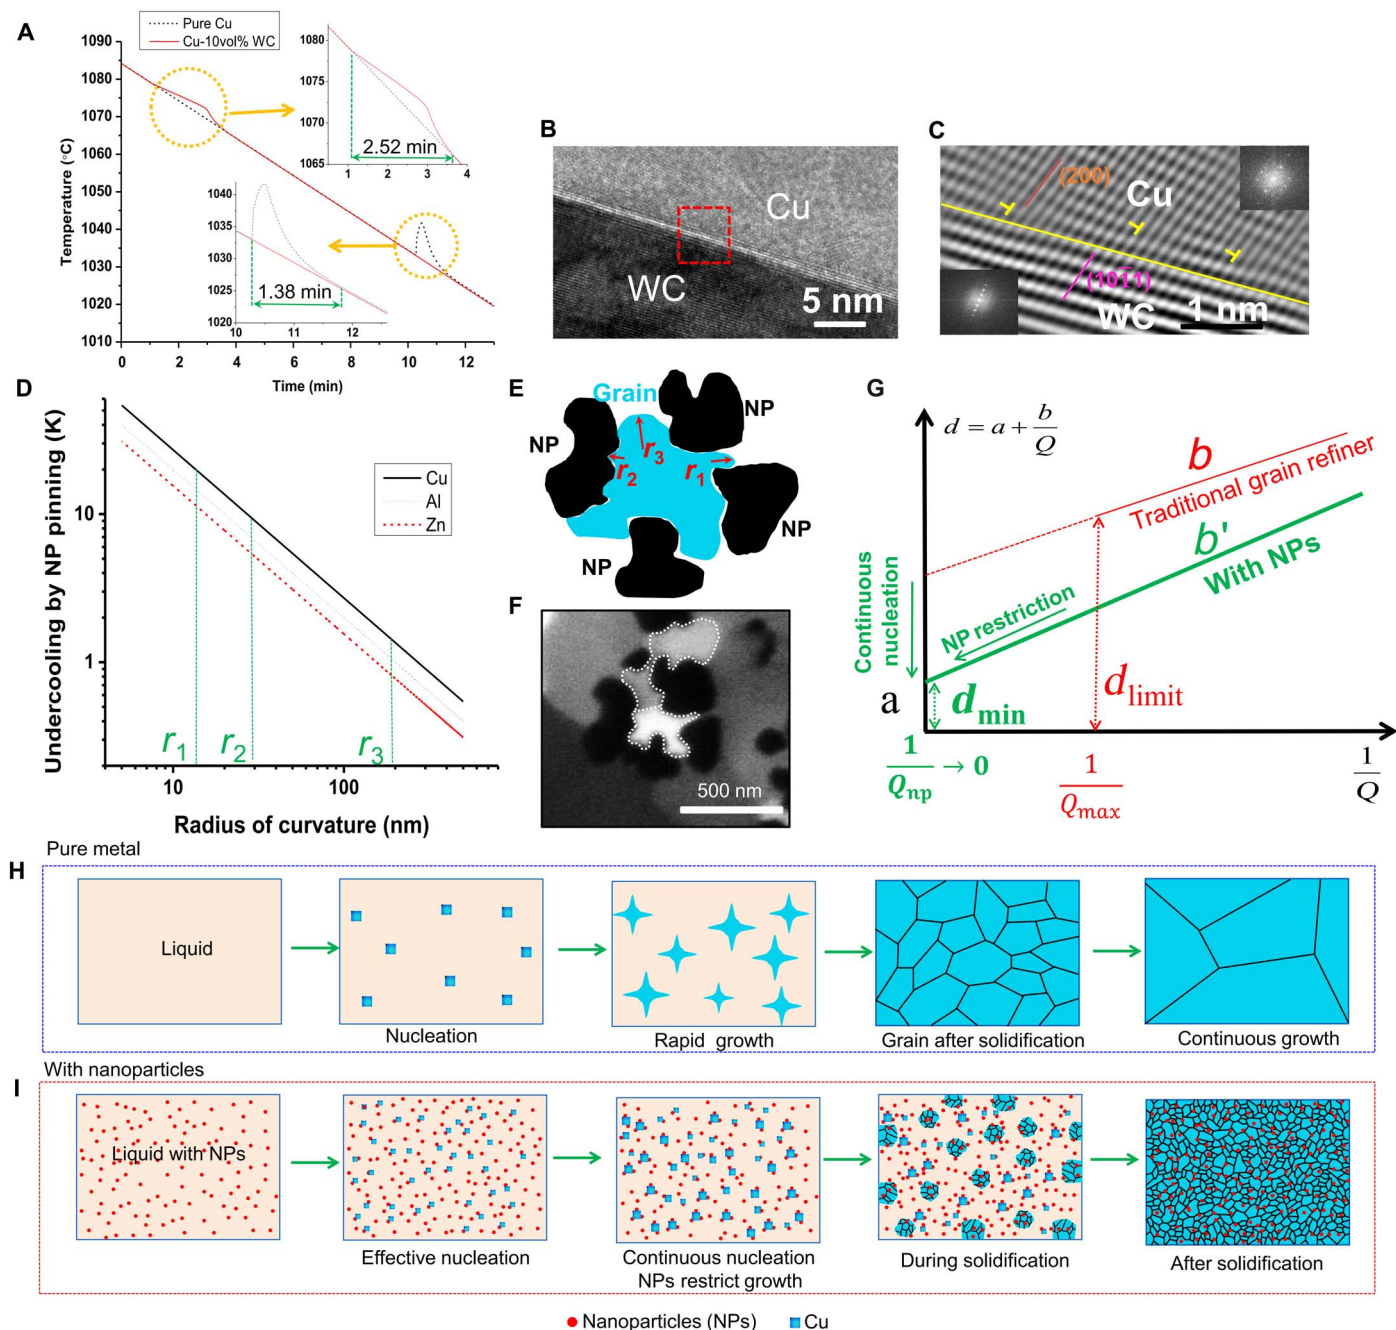 A
Pure Cu
Cu-10vol% WC
Temperature (°C)
1090
1080
1070
1060
1050
1040
1030
1020
1010
0
2
4
6
8
10
12
Time (min)
1080
1075
1070
1065
0
1
2
3
4
2.52 min
1040
1035
1030
1025
1020
10
11
12
1.38 min
B
Cu
WC
5 nm
C
(200)
Cu
(101̄1)
WC
1 nm
D
Undercooling by NP pinning (K)
10
1
Cu
Al
Zn
r1
r2
r3
10
100
Radius of curvature (nm)
E
Grain
NP
NP
NP
NP
r3
r2
r1
F
500 nm
G
d = a + b/Q
b
Traditional grain refiner
b'
With NPs
Continuous nucleation
NP restriction
a
dmin
dlimit
1/Qnp → 0
1/Qmax
1/Q
Pure metal
H
Liquid
Nucleation
Rapid growth
Grain after solidification
Continuous growth
With nanoparticles
I
Liquid with NPs
Effective nucleation
Continuous nucleation
NPs restrict growth
During solidification
After solidification
Nanoparticles (NPs)
Cu